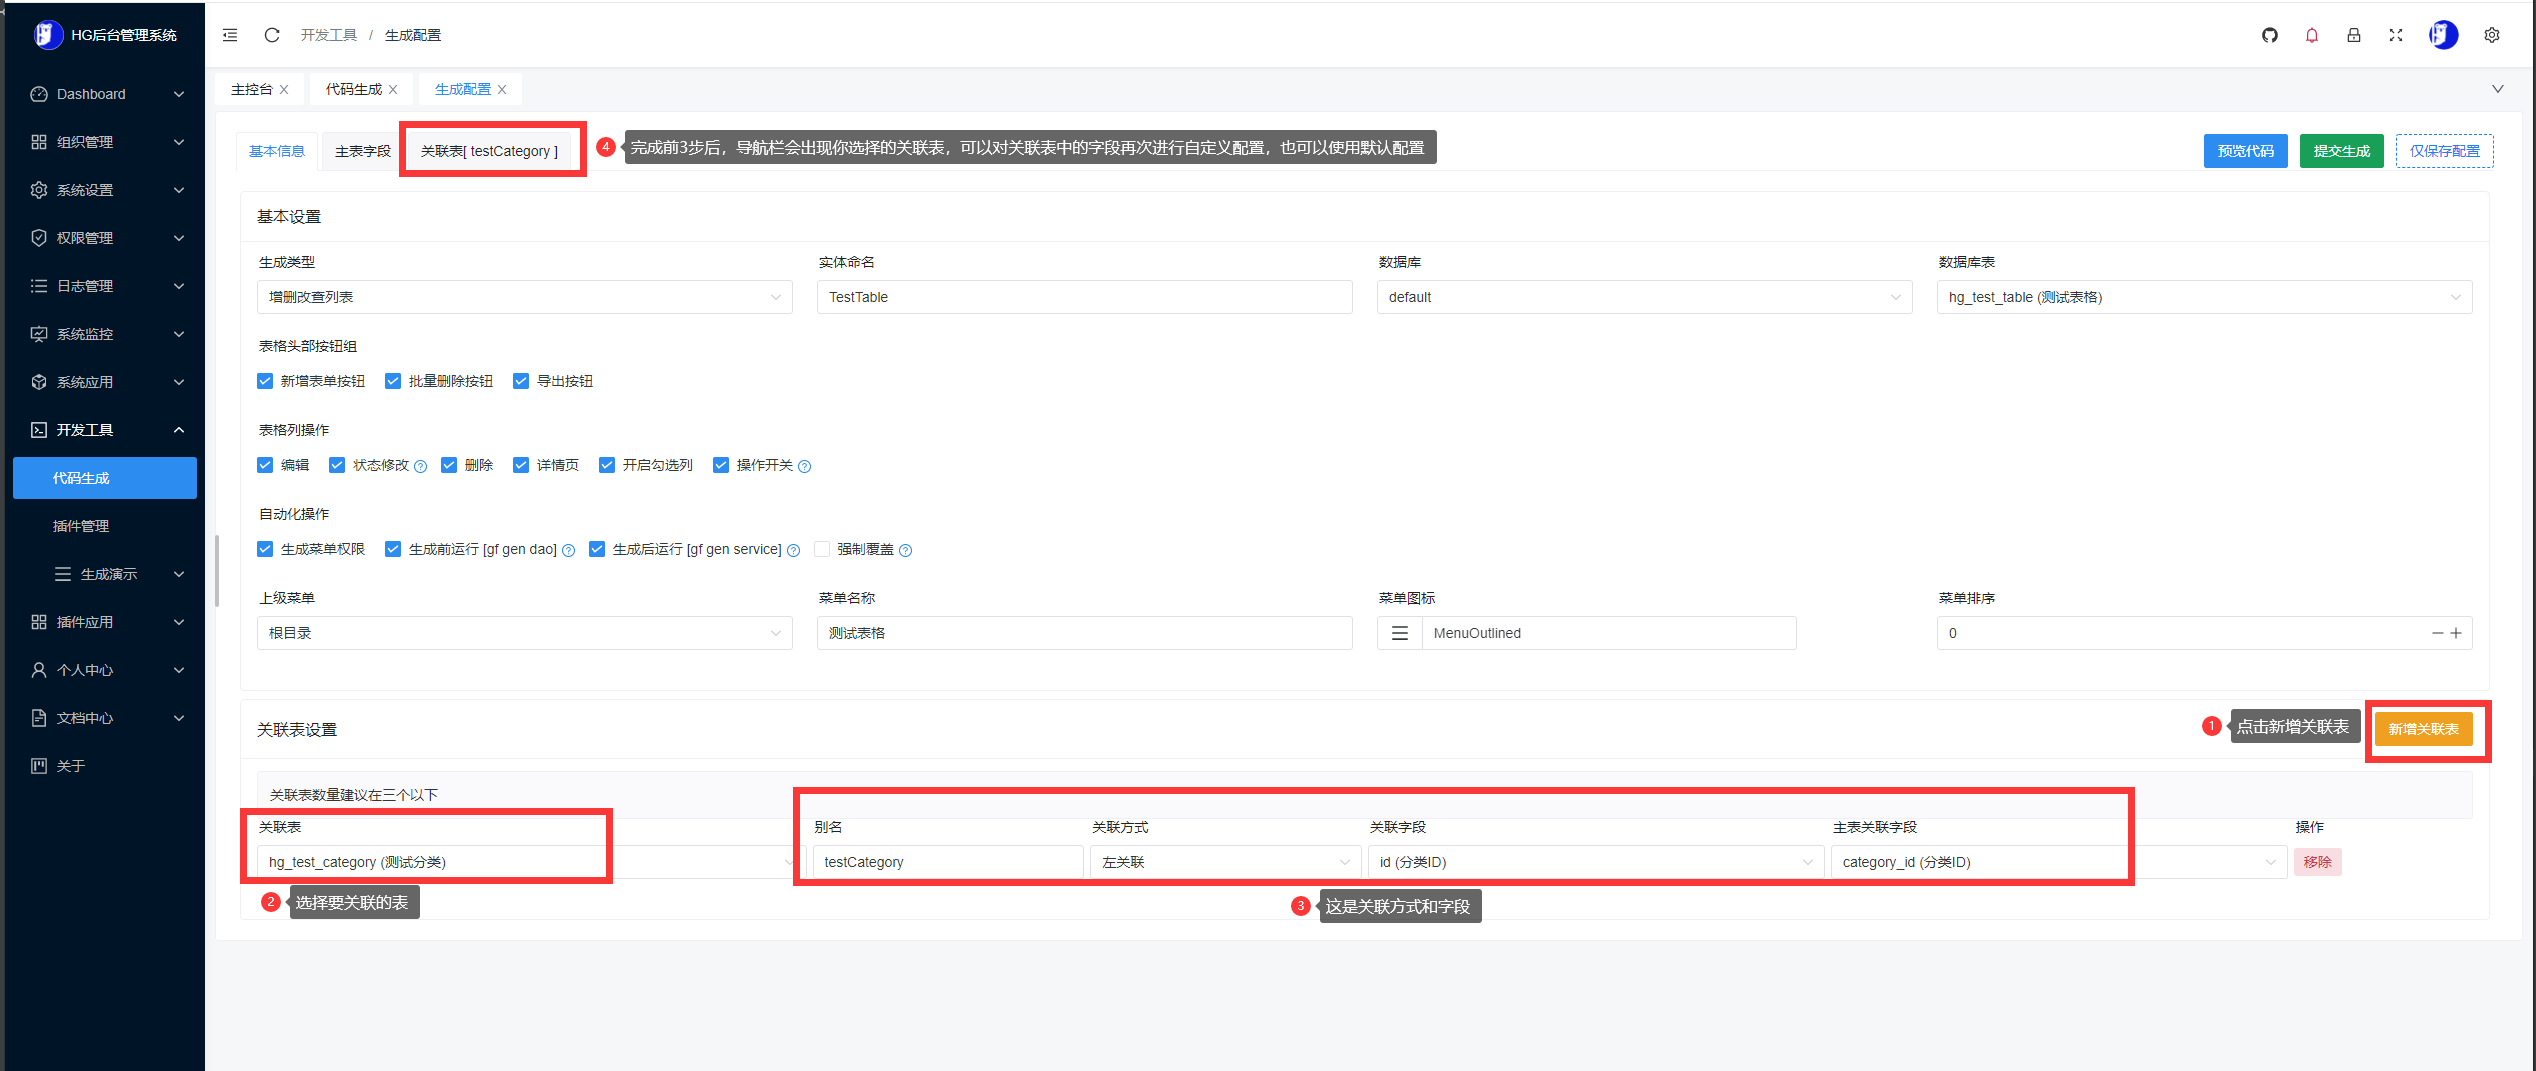 HG后台管理系统
开发工具 / 生成配置
Dashboard
组织管理
系统设置
权限管理
日志管理
系统监控
系统应用
开发工具
代码生成
插件管理
生成演示
插件应用
个人中心
文档中心
关于
主控台 代码生成 生成配置
基本信息 主表字段 关联表[ testCategory ] 4 完成前3步后，导航栏会出现你选择的关联表，可以对关联表中的字段再次进行自定义配置，也可以使用默认配置 预览代码 提交生成 仅保存配置
基本设置
生成类型 实体命名 数据库 数据库表
增删改查列表 TestTable default hg_test_table (测试表格)
表格头部按钮组
新增表单按钮 批量删除按钮 导出按钮
表格列操作
编辑 状态修改 删除 详情页 开启勾选列 操作开关
自动化操作
生成菜单权限 生成前运行 [gf gen dao] 生成后运行 [gf gen service] 强制覆盖
上级菜单 菜单名称 菜单图标 菜单排序
根目录 测试表格 MenuOutlined 0
关联表设置 1 点击新增关联表 新增关联表
关联表数量建议在三个以下
关联表 别名 关联方式 关联字段 主表关联字段 操作
hg_test_category (测试分类) testCategory 左关联 id (分类ID) category_id (分类ID) 移除
2 选择要关联的表 3 这是关联方式和字段